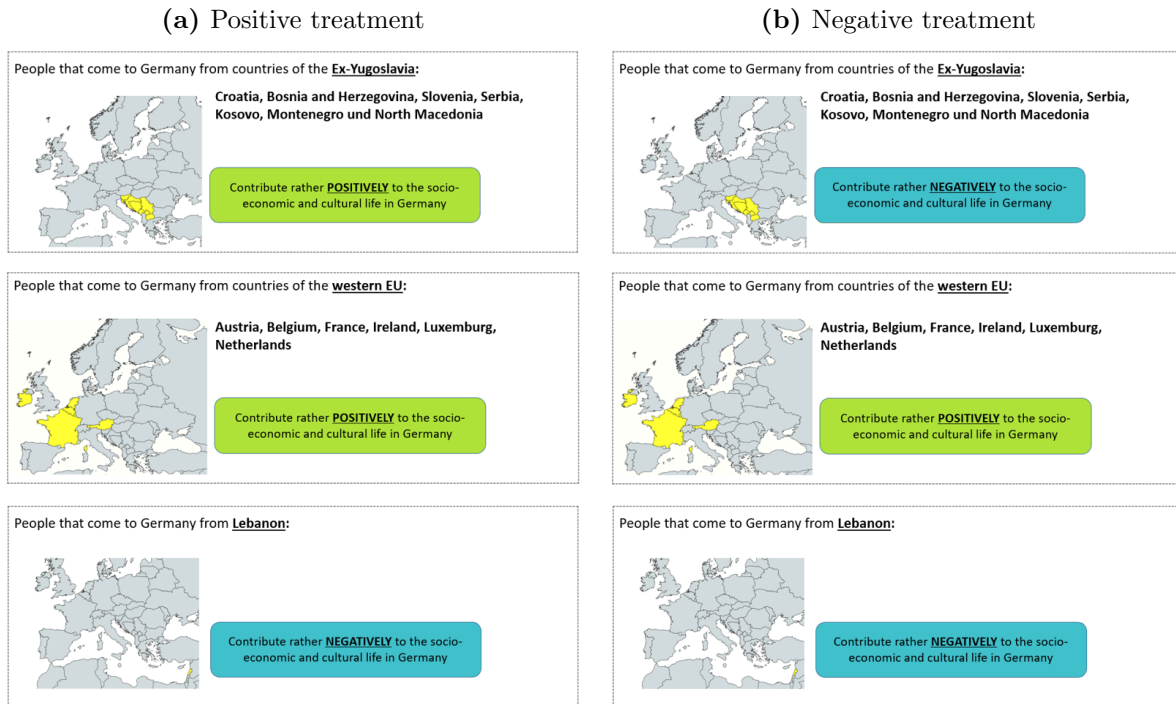 (a) Positive treatment
People that come to Germany from countries of the Ex-Yugoslavia:
Croatia, Bosnia and Herzegovina, Slovenia, Serbia,
Kosovo, Montenegro und North Macedonia
Contribute rather POSITIVELY to the socio-
economic and cultural life in Germany
People that come to Germany from countries of the western EU:
Austria, Belgium, France, Ireland, Luxemburg,
Netherlands
Contribute rather POSITIVELY to the socio-
economic and cultural life in Germany
People that come to Germany from Lebanon:
Contribute rather NEGATIVELY to the socio-
economic and cultural life in Germany
(b) Negative treatment
People that come to Germany from countries of the Ex-Yugoslavia:
Croatia, Bosnia and Herzegovina, Slovenia, Serbia,
Kosovo, Montenegro und North Macedonia
Contribute rather NEGATIVELY to the socio-
economic and cultural life in Germany
People that come to Germany from countries of the western EU:
Austria, Belgium, France, Ireland, Luxemburg,
Netherlands
Contribute rather POSITIVELY to the socio-
economic and cultural life in Germany
People that come to Germany from Lebanon:
Contribute rather NEGATIVELY to the socio-
economic and cultural life in Germany